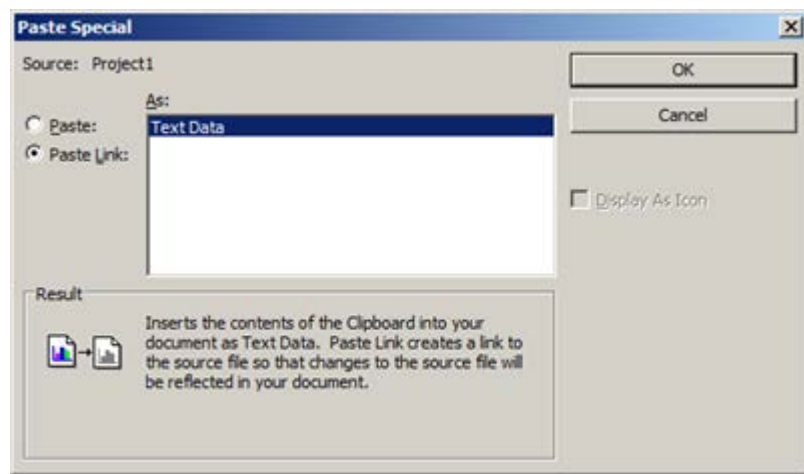 Paste Special
Source: Project1
OK
As:
Paste:
Text Data
Cancel
Paste Link:
Display As Icon
Result
Inserts the contents of the Clipboard into your
document as Text Data. Paste Link creates a link to
the source file so that changes to the source file will
be reflected in your document.